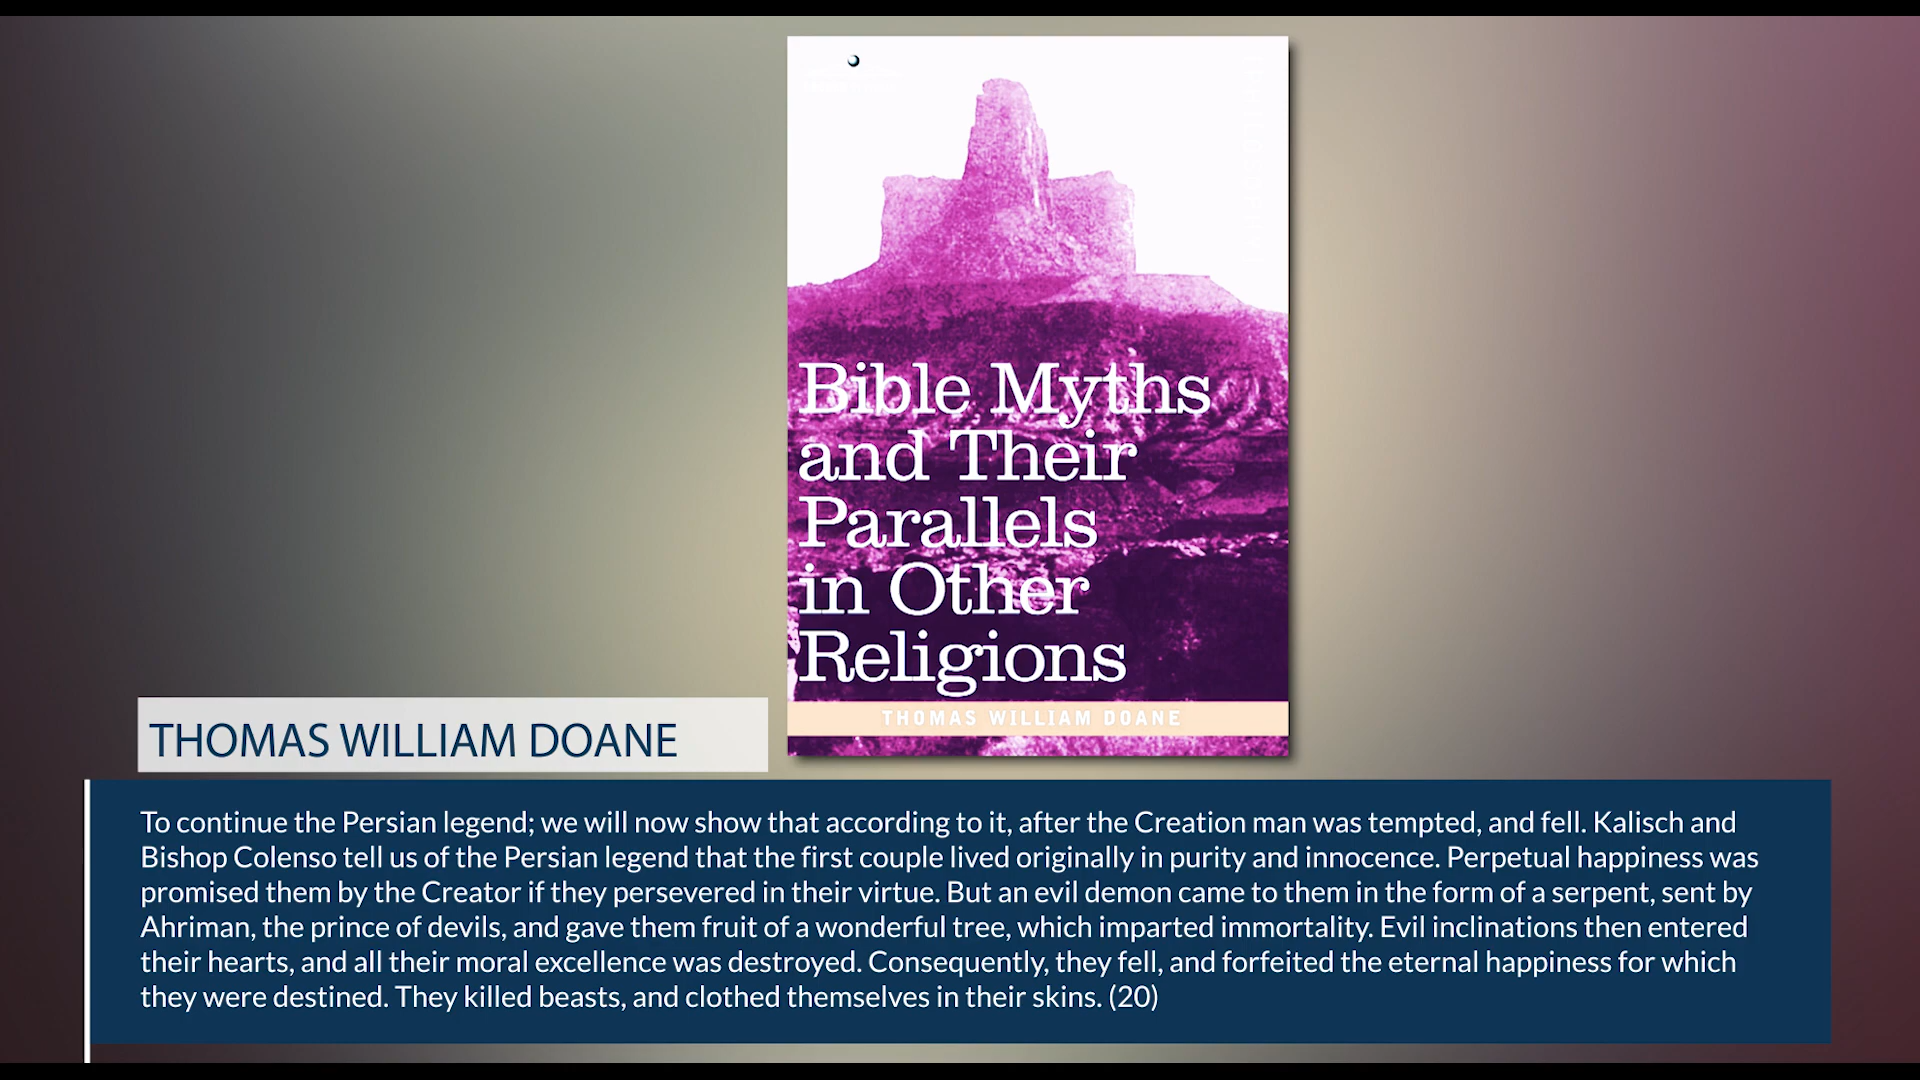 Bible Myths
and Their
Parallels
in Other
Religions
THOMAS WILLIAM DOANE
THOMAS WILLIAM DOANE
To continue the Persian legend; we will now show that according to it, after the Creation man was tempted, and fell. Kalisch and
Bishop Colenso tell us of the Persian legend that the first couple lived originally in purity and innocence. Perpetual happiness was
promised them by the Creator if they persevered in their virtue. But an evil demon came to them in the form of a serpent, sent by
Ahriman, the prince of devils, and gave them fruit of a wonderful tree, which imparted immortality. Evil inclinations then entered
their hearts, and all their moral excellence was destroyed. Consequently, they fell, and forfeited the eternal happiness for which
they were destined. They killed beasts, and clothed themselves in their skins. (20)